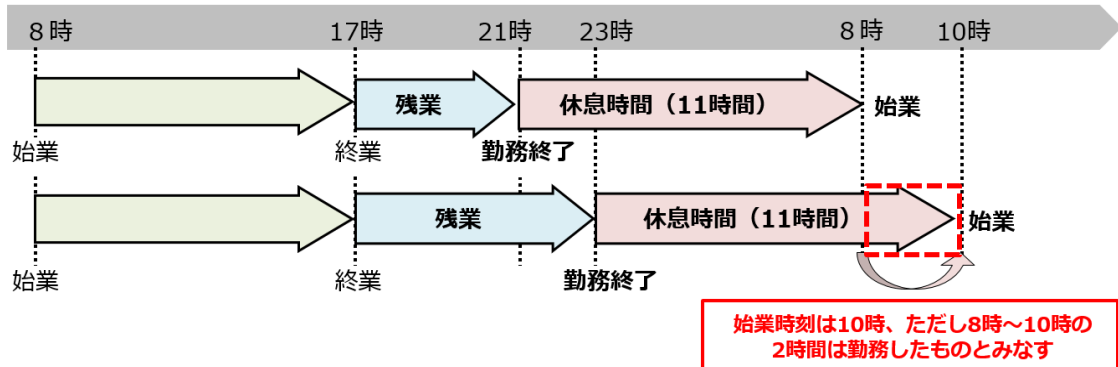 8時 17時 21時 23時 8時 10時
残業 休息時間（11時間） 始業
始業 終業 勤務終了
残業 休息時間（11時間） 始業
始業 終業 勤務終了
始業時刻は10時、ただし8時～10時の
2時間は勤務したものとみなす